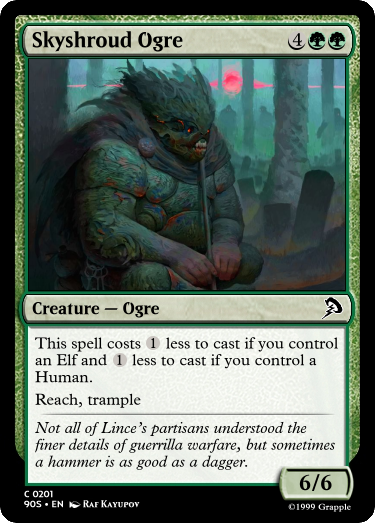 Skyshroud Ogre 4
Creature — Ogre
This spell costs 1 less to cast if you control
an Elf and 1 less to cast if you control a
Human.
Reach, trample
Not all of Lince's partisans understood the
finer details of guerrilla warfare, but sometimes
a hammer is as good as a dagger.
6/6
C 0201
90S • EN Raf Kayupov
©1999 Grapple